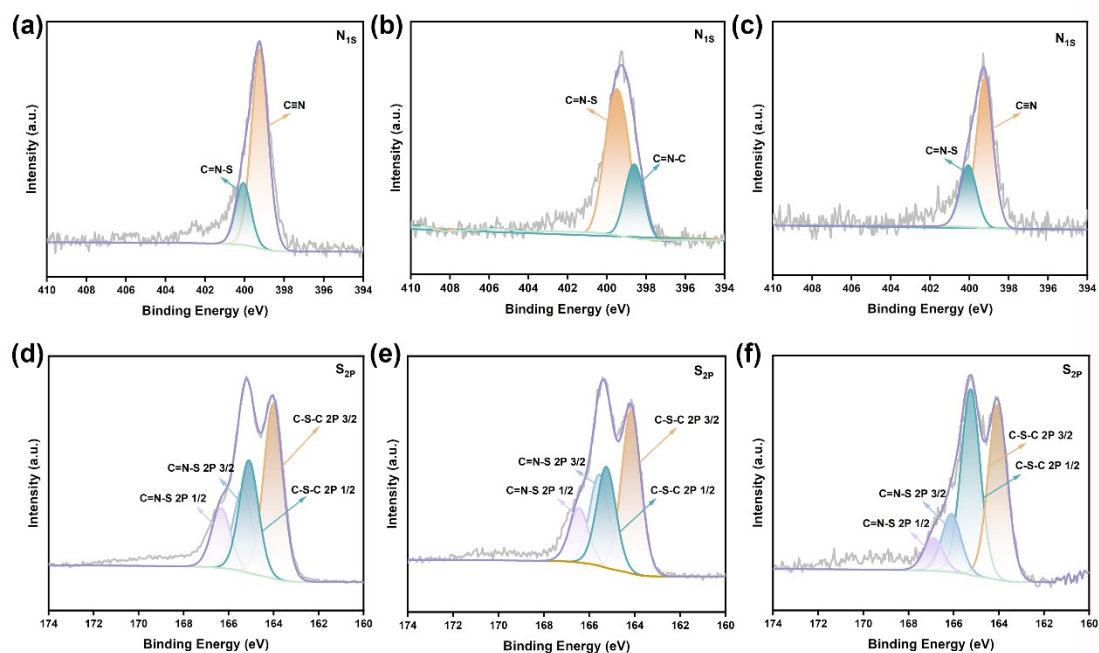 (a)
N1S
C≡N
C=N-S
Intensity (a.u.)
410 408 406 404 402 400 398 396 394
Binding Energy (eV)
(b)
N1S
C=N-S
C=N-C
Intensity (a.u.)
410 408 406 404 402 400 398 396 394
Binding Energy (eV)
(c)
N1S
C≡N
C=N-S
Intensity (a.u.)
410 408 406 404 402 400 398 396 394
Binding Energy (eV)
(d)
S2P
C-S-C 2P 3/2
C=N-S 2P 3/2
C=N-S 2P 1/2
C-S-C 2P 1/2
Intensity (a.u.)
174 172 170 168 166 164 162 160
Binding Energy (eV)
(e)
S2P
C-S-C 2P 3/2
C=N-S 2P 3/2
C=N-S 2P 1/2
C-S-C 2P 1/2
Intensity (a.u.)
174 172 170 168 166 164 162 160
Binding Energy (eV)
(f)
S2P
C-S-C 2P 3/2
C-S-C 2P 1/2
C=N-S 2P 3/2
C=N-S 2P 1/2
Intensity (a.u.)
174 172 170 168 166 164 162 160
Binding Energy (eV)